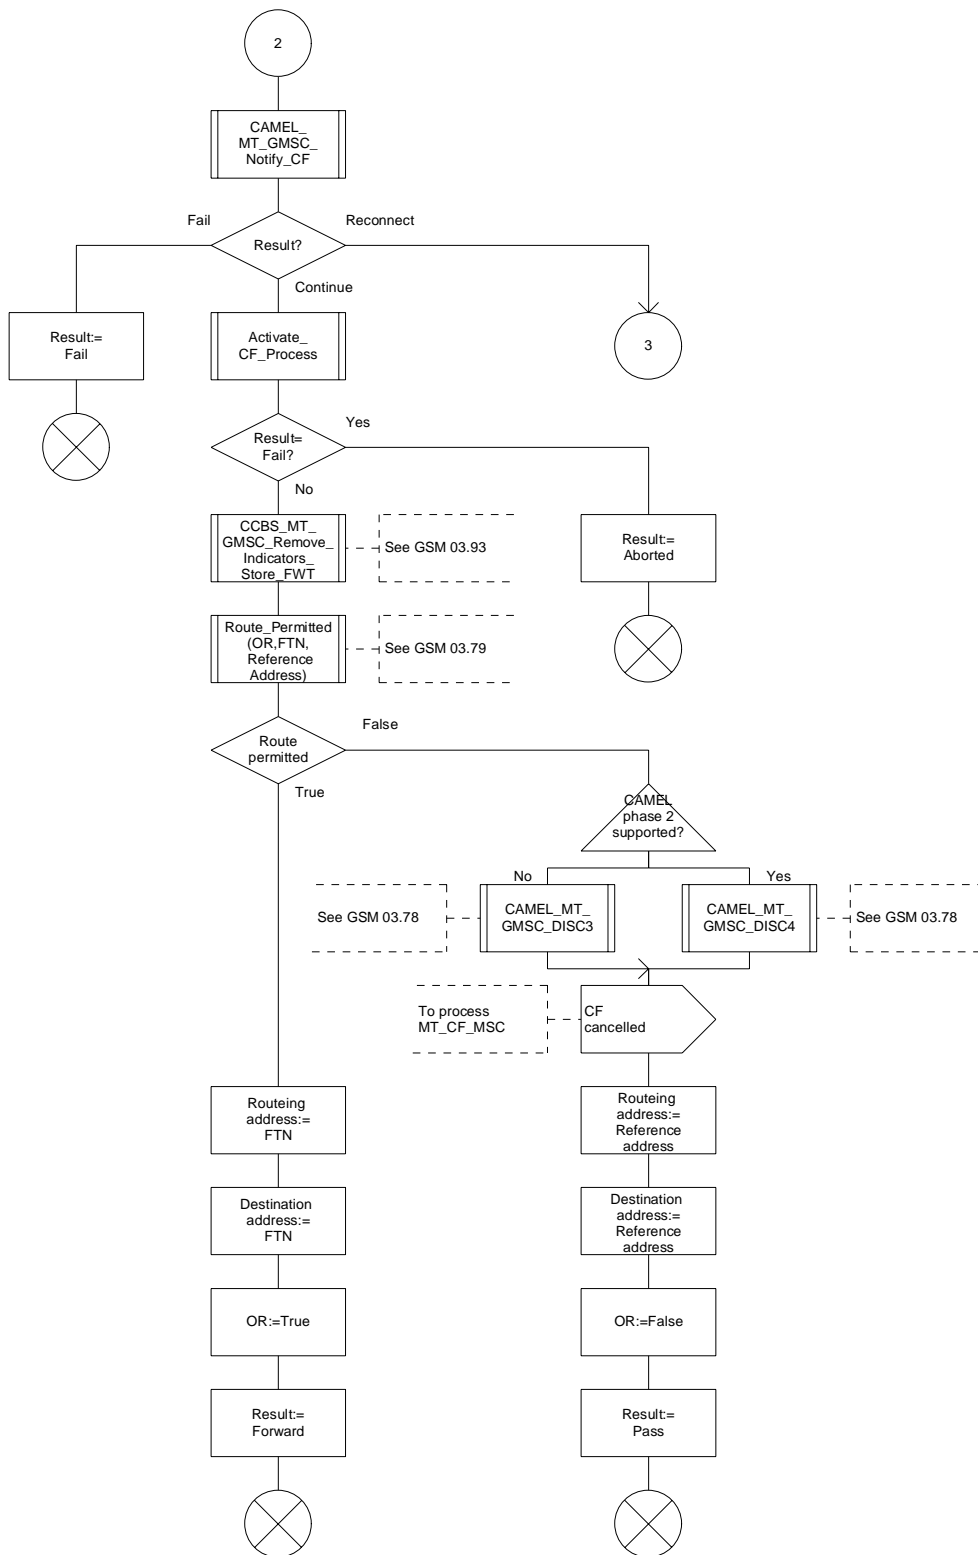 2
CAMEL_
MT_GMSC_
Notify_CF
Fail
Reconnect
Result?
Continue
Result:=
Fail
Activate_
CF_Process
3
Yes
Result=
Fail?
No
CCBS_MT_
GMSC_Remove_
Indicators_
Store_FWT
See GSM 03.93
Result:=
Aborted
Route_Permitted
(OR,FTN,
Reference
Address)
See GSM 03.79
False
Route
permitted
True
CAMEL
phase 2
supported?
No
Yes
See GSM 03.78
CAMEL_MT_
GMSC_DISC3
CAMEL_MT_
GMSC_DISC4
See GSM 03.78
To process
MT_CF_MSC
CF
cancelled
Routeing
address:=
FTN
Routeing
address:=
Reference
address
Destination
address:=
FTN
Destination
address:=
Reference
address
OR:=True
OR:=False
Result:=
Forward
Result:=
Pass